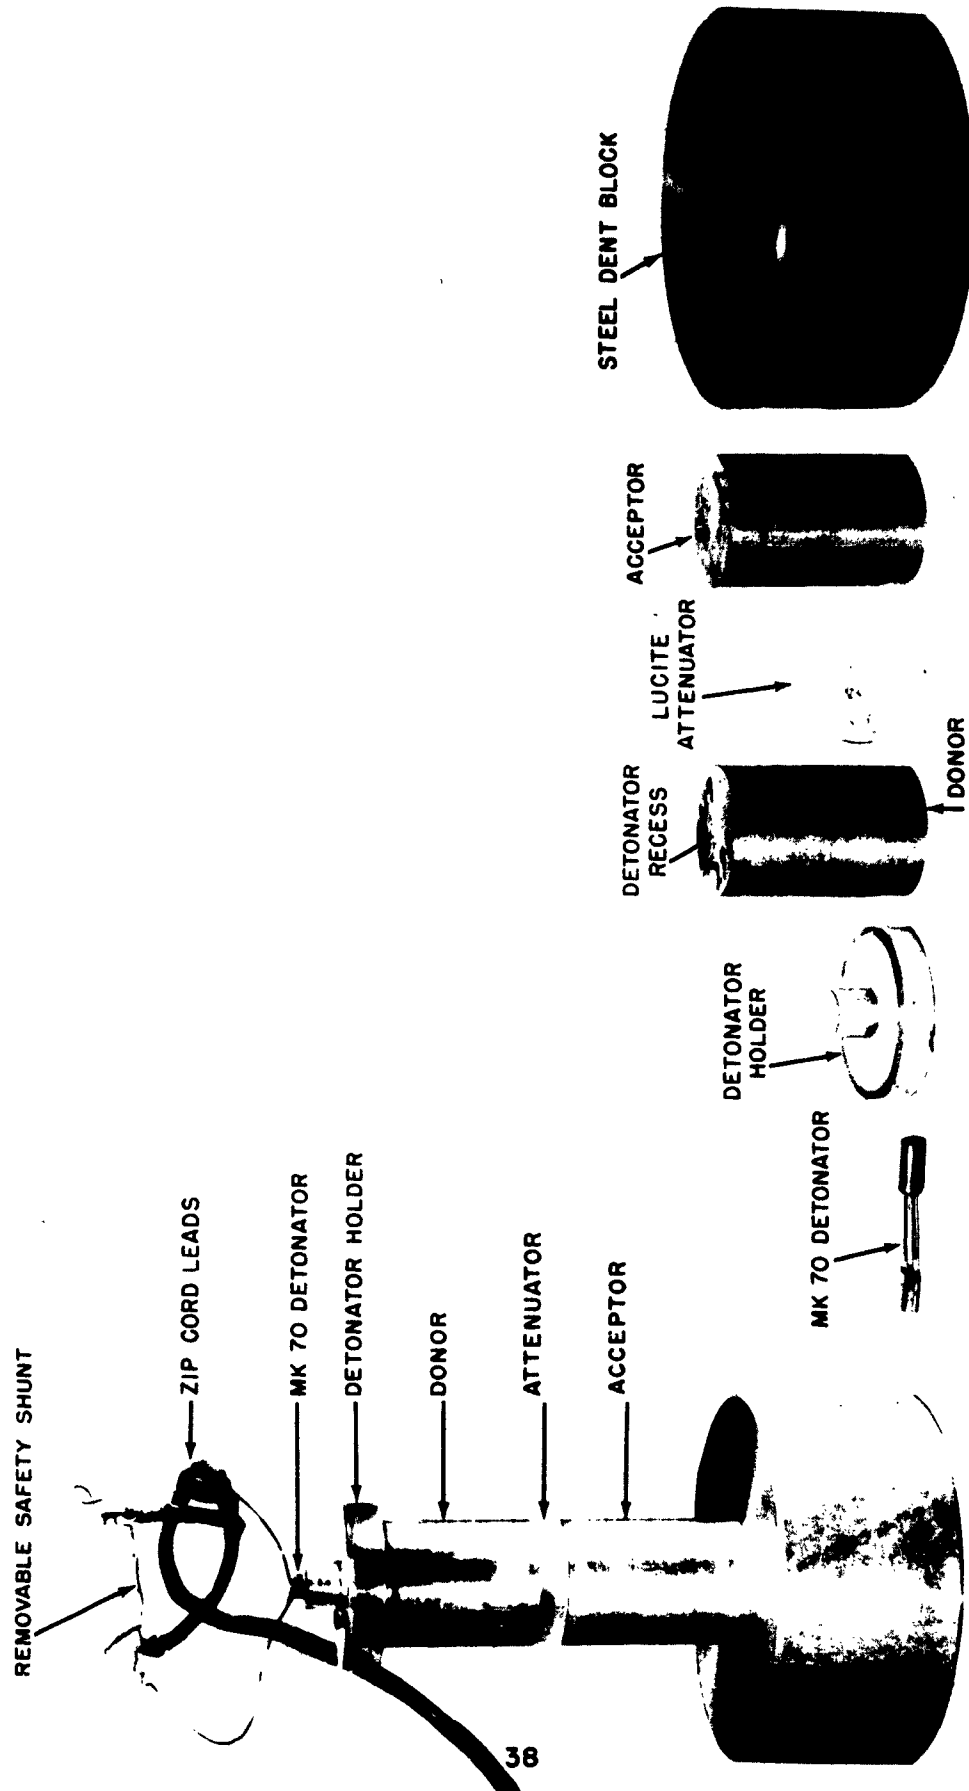 REMOVABLE SAFETY SHUNT
ZIP CORD LEADS
MK 70 DETONATOR
DETONATOR HOLDER
DONOR
ATTENUATOR
ACCEPTOR
MK 70 DETONATOR
DETONATOR
HOLDER
DETONATOR
RECESS
DONOR
LUCITE
ATTENUATOR
ACCEPTOR
STEEL DENT BLOCK
38